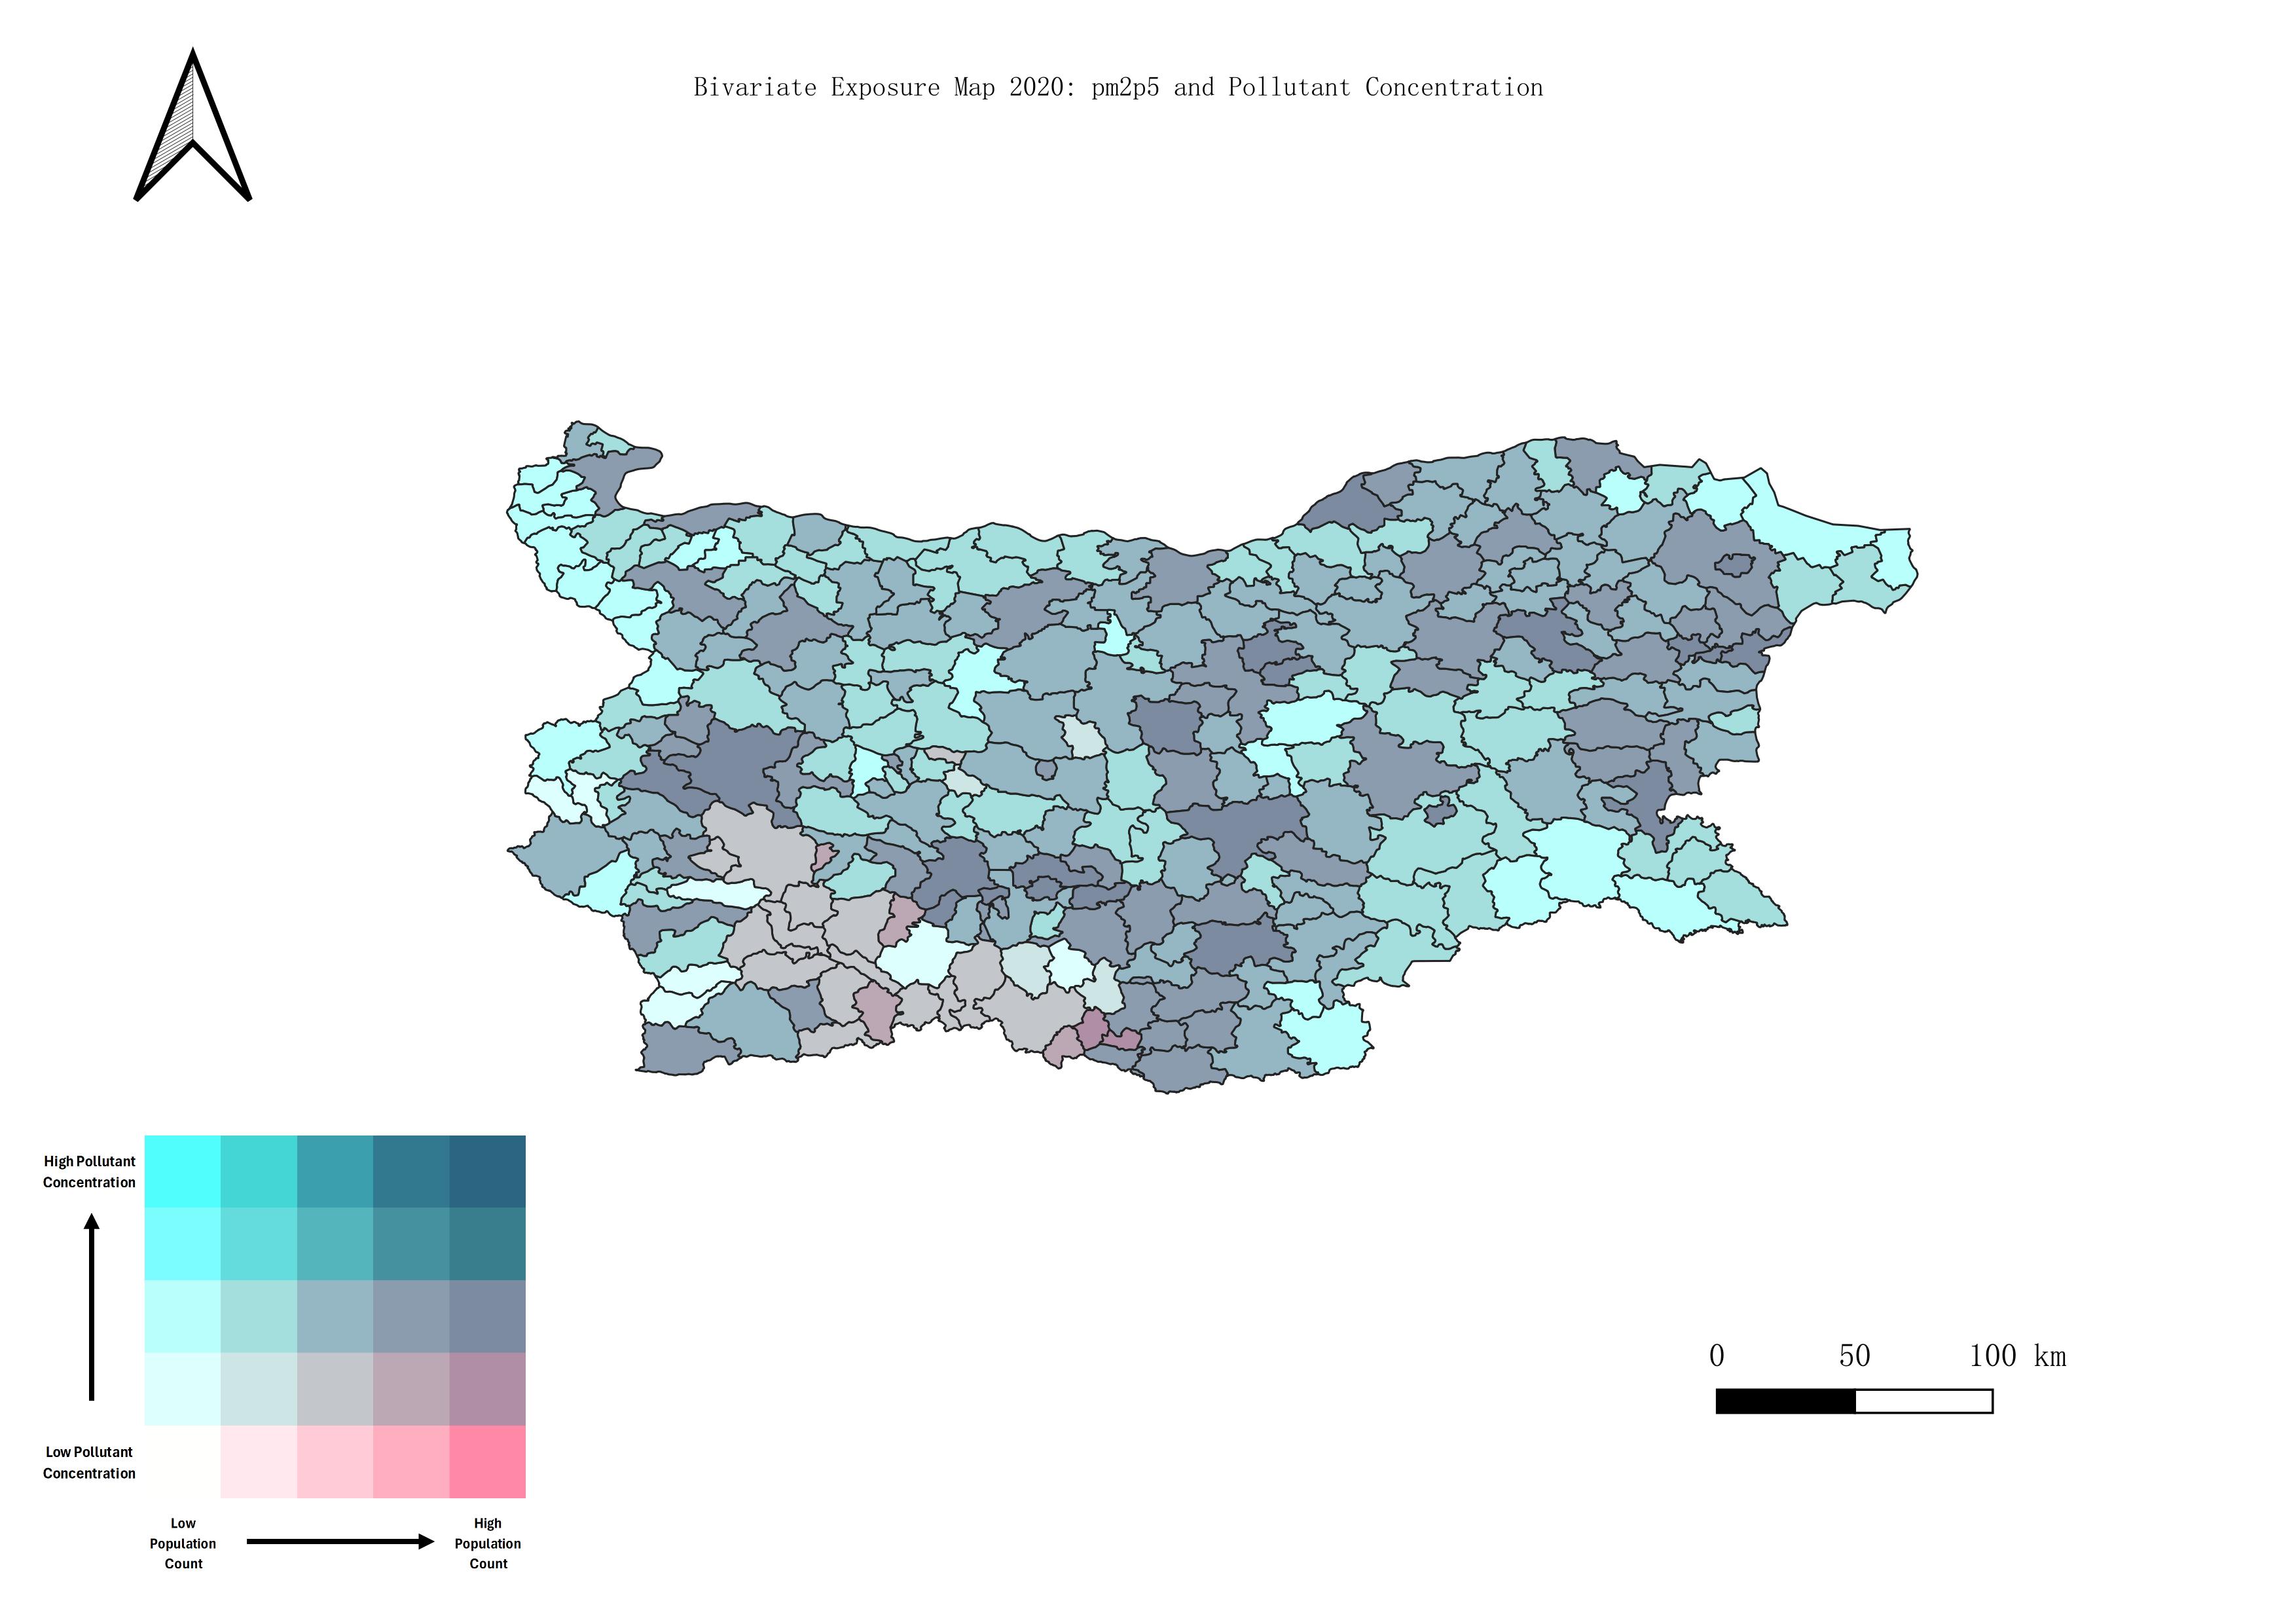 Bivariate Exposure Map 2020: pm2p5 and Pollutant Concentration
High Pollutant
Concentration
Low Pollutant
Concentration
Low
Population
Count
High
Population
Count
0 50 100 km